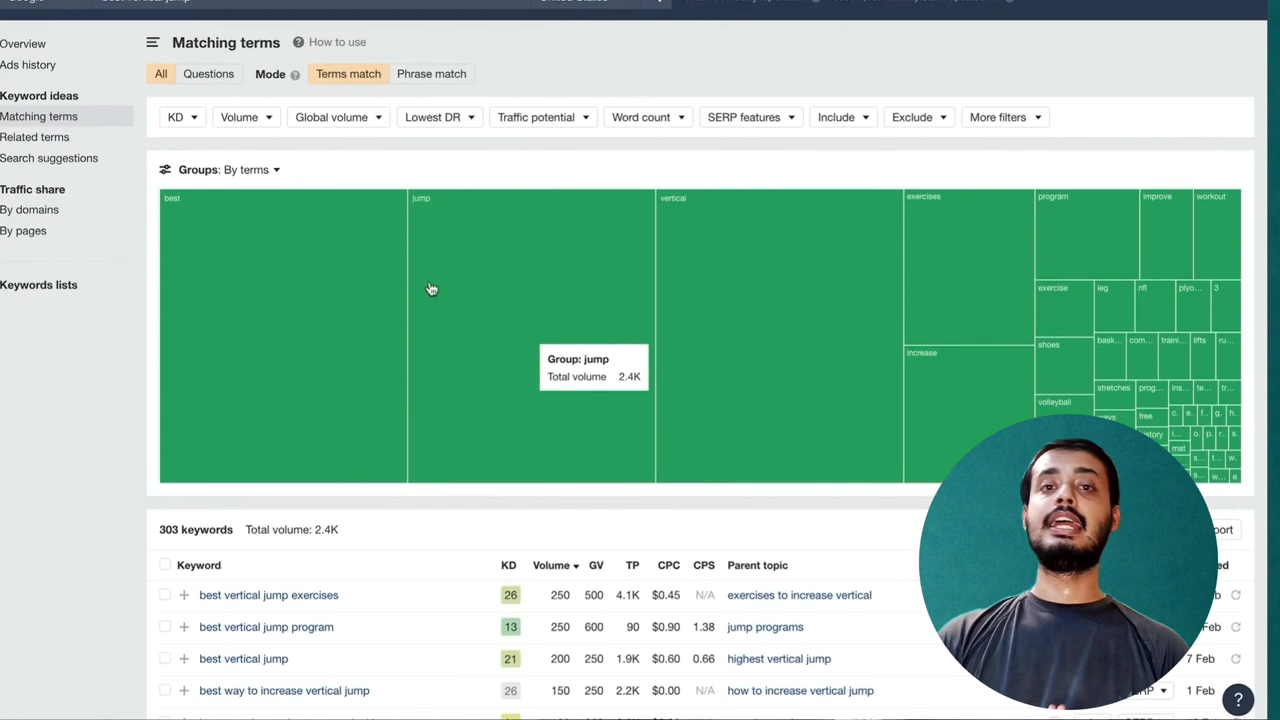 best vertical jump
Overview
Ads history
Keyword ideas
Matching terms
Related terms
Search suggestions
Traffic share
By domains
By pages
Keywords lists
Matching terms ? How to use
All Questions Mode ? Terms match Phrase match
KD Volume Global volume Lowest DR Traffic potential Word count SERP features Include Exclude More filters
Groups: By terms
best jump vertical exercises program improve workout
exercise leg nfl plyo... 3
shoes bask... com... traini... lifts ru...
increase
stretches prog... ins... te... tr...
volleyball
free c. e. f.. g. h..
i... o. p. r. s.
mat
s... f... w.
s... w... e
Group: jump
Total volume 2.4K
303 keywords Total volume: 2.4K
Keyword KD Volume GV TP CPC CPS Parent topic
best vertical jump exercises 26 250 500 4.1K $0.45 N/A exercises to increase vertical
best vertical jump program 13 250 600 90 $0.90 1.38 jump programs Feb
best vertical jump 21 200 250 1.9K $0.60 0.66 highest vertical jump 7 Feb
best way to increase vertical jump 26 150 250 2.2K $0.00 N/A how to increase vertical jump 1 Feb
?